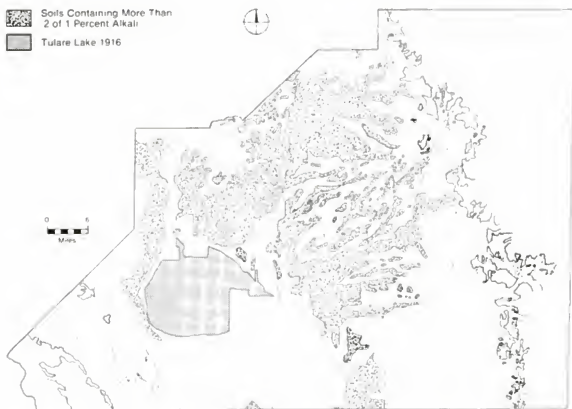 Soils Containing More Than
2 of 1 Percent Alkali
Tulare Lake 1916
0 6
Miles